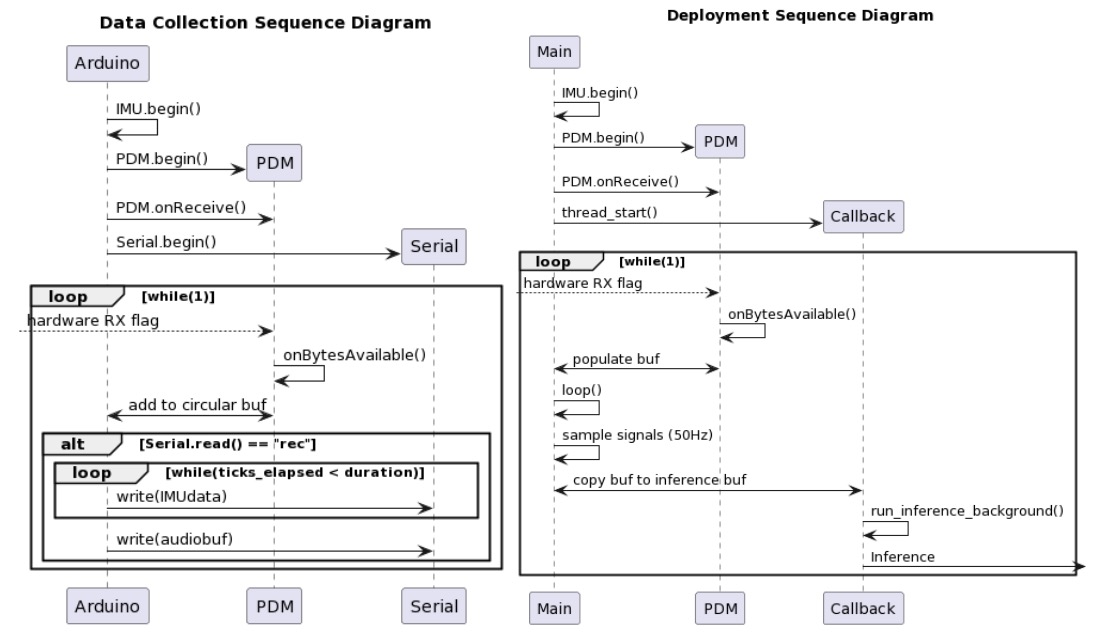 Data Collection Sequence Diagram
Arduino
IMU.begin()
PDM.begin()
PDM
PDM.onReceive()
Serial.begin()
Serial
loop [while(1)]
hardware RX flag
onBytesAvailable()
add to circular buf
alt [Serial.read() == "rec"]
loop [while(ticks_elapsed < duration)]
write(IMUdata)
write(audiobuf)
Arduino PDM Serial
Deployment Sequence Diagram
Main
IMU.begin()
PDM.begin()
PDM
PDM.onReceive()
thread_start()
Callback
loop [while(1)]
hardware RX flag
onBytesAvailable()
populate buf
loop()
sample signals (50Hz)
copy buf to inference buf
run_inference_background()
Inference
Main PDM Callback